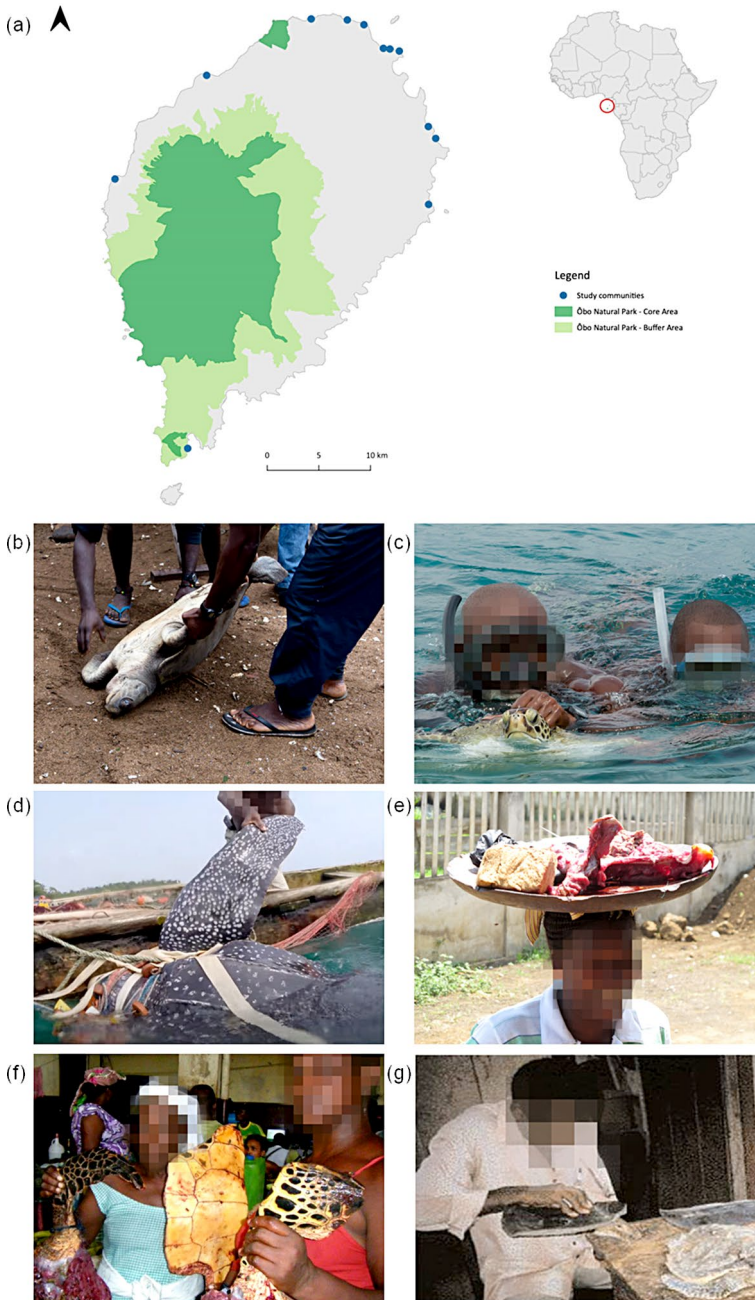 (a)
Legend
Study communities
Ôbo Natural Park - Core Area
Ôbo Natural Park - Buffer Area
0 5 10 km
(b)
(c)
(d)
(e)
(f)
(g)